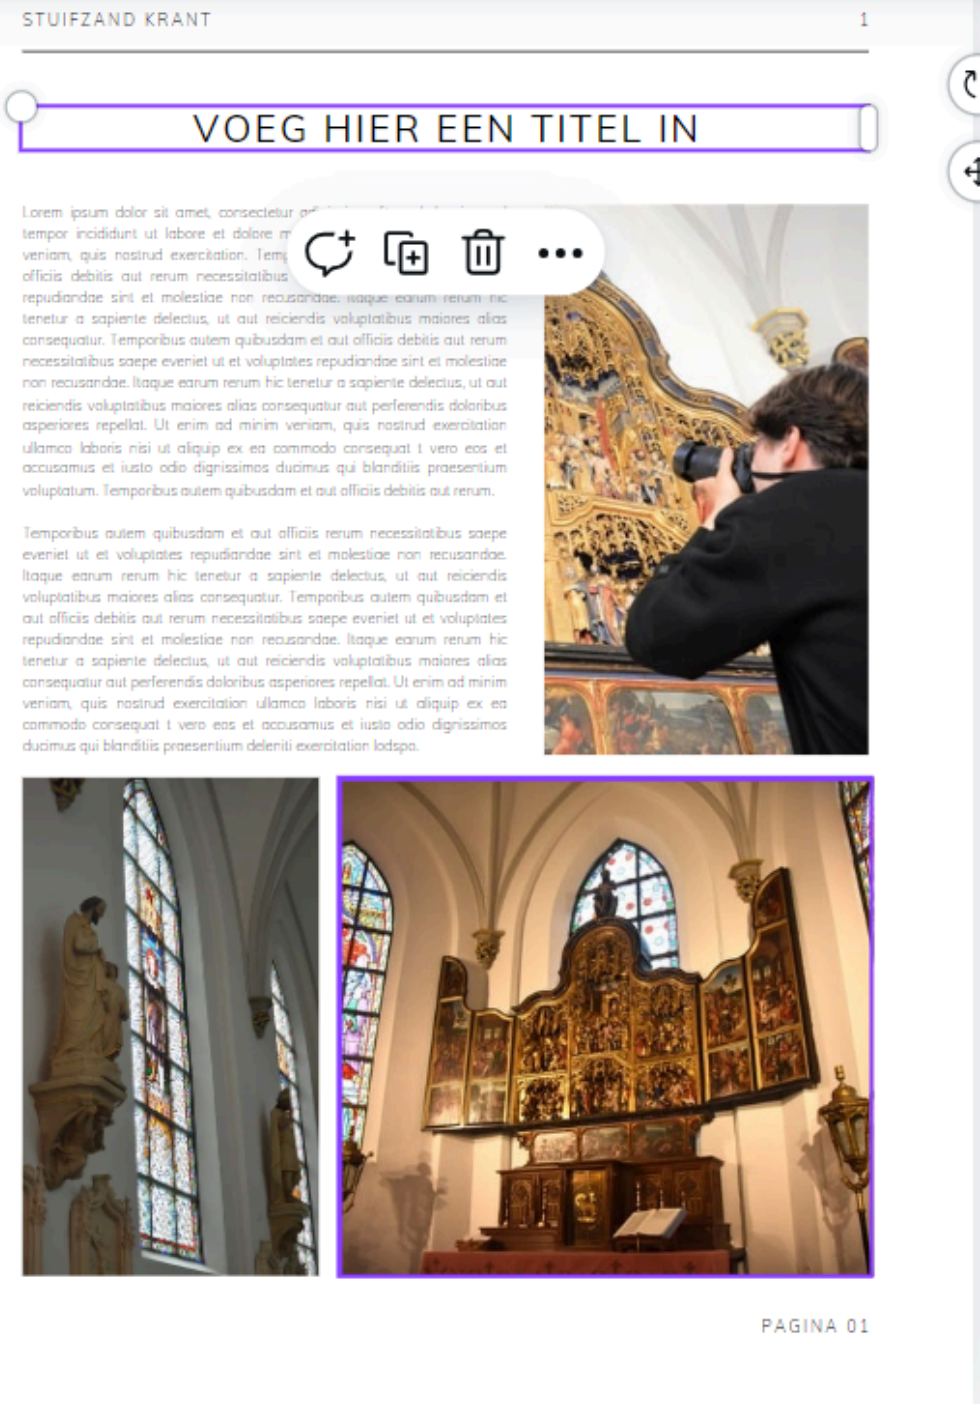 STUIFZAND KRANT
1
VOEG HIER EEN TITEL IN
Lorem ipsum dolor sit amet, consectetur
tempor incididunt ut labore et dolore
veniam, quis nostrud exercitation.
officiis debitis aut rerum necessitatibus
repudiandae sint et molestiae non recusandae. Itaque earum rerum hic
tenetur a sapiente delectus, ut aut reiciendis voluptatibus maiores alias
consequatur. Temporibus autem quibusdam et aut officiis debitis aut rerum
necessitatibus saepe eveniet ut et voluptates repudiandae sint et molestiae
non recusandae. Itaque earum rerum hic tenetur a sapiente delectus, ut aut
reiciendis voluptatibus maiores alias consequatur aut perferendis doloribus
asperiores repellat. Ut enim ad minim veniam, quis nostrud exercitation
ullamco laboris nisi ut aliquip ex ea commodo consequat t vero eos et
accusamus et iusto odio dignissimos ducimus qui blanditiis praesentium
voluptatum. Temporibus autem quibusdam et aut officiis debitis aut rerum.
Temporibus autem quibusdam et aut officiis rerum necessitatibus saepe
eveniet ut et voluptates repudiandae sint et molestiae non recusandae.
Itaque earum rerum hic tenetur a sapiente delectus, ut aut reiciendis
voluptatibus maiores alias consequatur. Temporibus autem quibusdam et
aut officiis debitis aut rerum necessitatibus saepe eveniet ut et voluptates
repudiandae sint et molestiae non recusandae. Itaque earum rerum hic
tenetur a sapiente delectus, ut aut reiciendis voluptatibus maiores alias
consequatur aut perferendis doloribus asperiores repellat. Ut enim ad minim
veniam, quis nostrud exercitation ullamco laboris nisi ut aliquip ex ea
commodo consequat t vero eos et accusamus et iusto odio dignissimos
ducimus qui blanditiis praesentium deleniti exercitation lodspo.
PAGINA 01